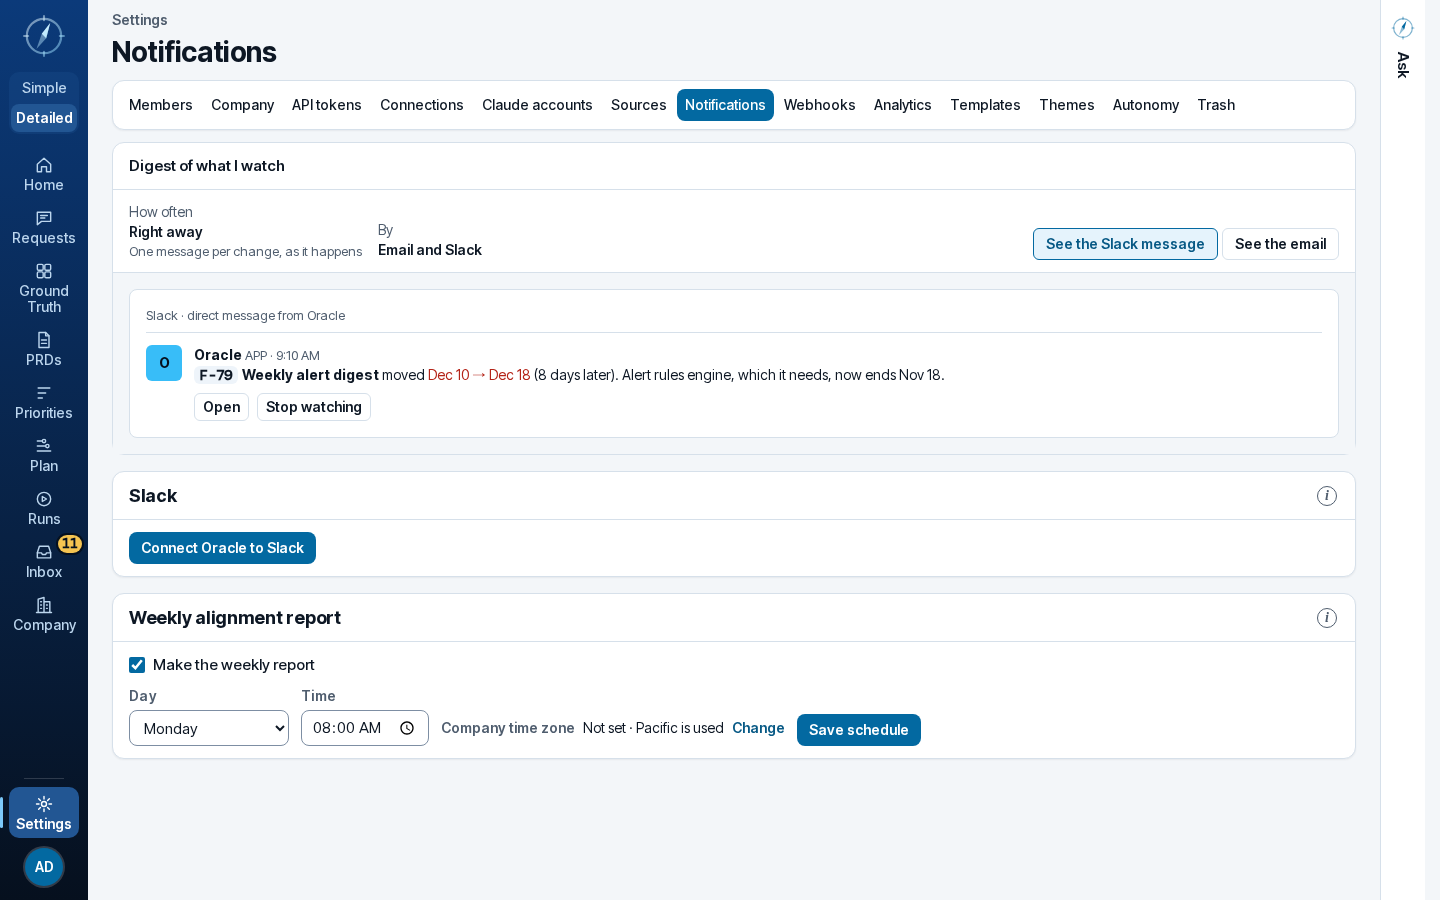 Simple
Detailed
Home
Requests
Ground
Truth
PRDs
Priorities
Plan
Runs
11
Inbox
Company
Settings
AD
Settings
Notifications
Members Company API tokens Connections Claude accounts Sources Notifications Webhooks Analytics Templates Themes Autonomy Trash
Digest of what I watch
How often
Right away
One message per change, as it happens
By
Email and Slack
See the Slack message See the email
Slack · direct message from Oracle
O
Oracle APP · 9:10 AM
F-79 Weekly alert digest moved Dec 10 → Dec 18 (8 days later). Alert rules engine, which it needs, now ends Nov 18.
Open Stop watching
Slack
i
Connect Oracle to Slack
Weekly alignment report
i
Make the weekly report
Day Time
Monday 08:00 AM Company time zone Not set · Pacific is used Change Save schedule
Ask